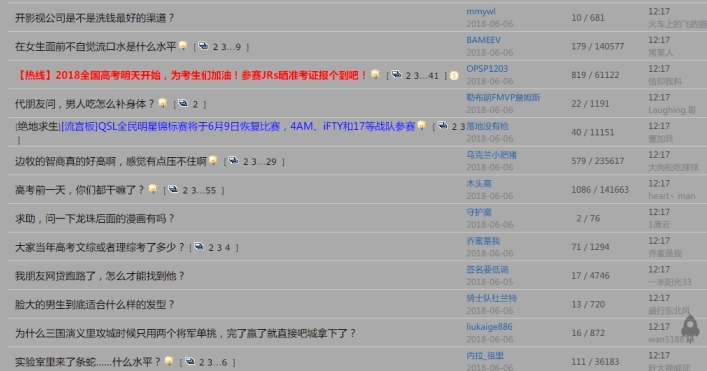 开影视公司是不是洗钱最好的渠道？ mmywl 10 / 681 12:17
2018-06-06 火车上的飞的猫
在女生面前不自觉流口水是什么水平 [ 2 3...9 ] BAMEEV 179 / 140577 12:17
2018-06-06 常某人
【热线】2018全国高考明天开始，为考生们加油！参赛JRs晒准考证报个到吧！ [ 2 3...41 ] OPSP1203 819 / 61122 12:17
2018-06-06 信仰我科
代朋友问，男人吃怎么补身体？ [ 2 ] 勒布朗FMVP詹姆斯 22 / 1191 12:17
2018-06-06 Laughing.哥
[绝地求生][流言板]QSL全民明星锦标赛将于6月9日恢复比赛，4AM、iFTY和17等战队参赛 [ 2 3 ] 落地没有枪 40 / 11151 12:17
2018-06-06 赛加貝
边牧的智商真的好高啊，感觉有点压不住啊 [ 2 3...29 ] 乌克兰小肥猪 579 / 235617 12:17
2018-06-06 大肉松吃球球
高考前一天，你们都干嘛了？ [ 2 3...55 ] 木头高 1086 / 141663 12:17
2018-06-06 heart丶man
求助，问一下龙珠后面的漫画有吗？ 守护魔 2 / 76 12:17
2018-06-06
大家当年高考文综或者理综考了多少？ [ 2 3 4 ] 乔蜜是我 71 / 1294 12:17
2018-06-06 乔蜜是我
我朋友网贷跑路了，怎么才能找到他？ 签名要低调 17 / 4746 12:17
2018-06-05 一米阳光33
脸大的男生到底适合什么样的发型？ 骑士队杜兰特 13 / 720 12:17
2018-06-06 盛行东北风
为什么三国演义里攻城时候只用两个将军单挑，完了赢了就直接吧城拿下了？ liukaige886 16 / 872 12:17
2018-06-06 wan5188
实验室里来了条蛇......什么水平？ [ 2 3...6 ] 内拉_祖里 111 / 36183 12:17
2018-06-06